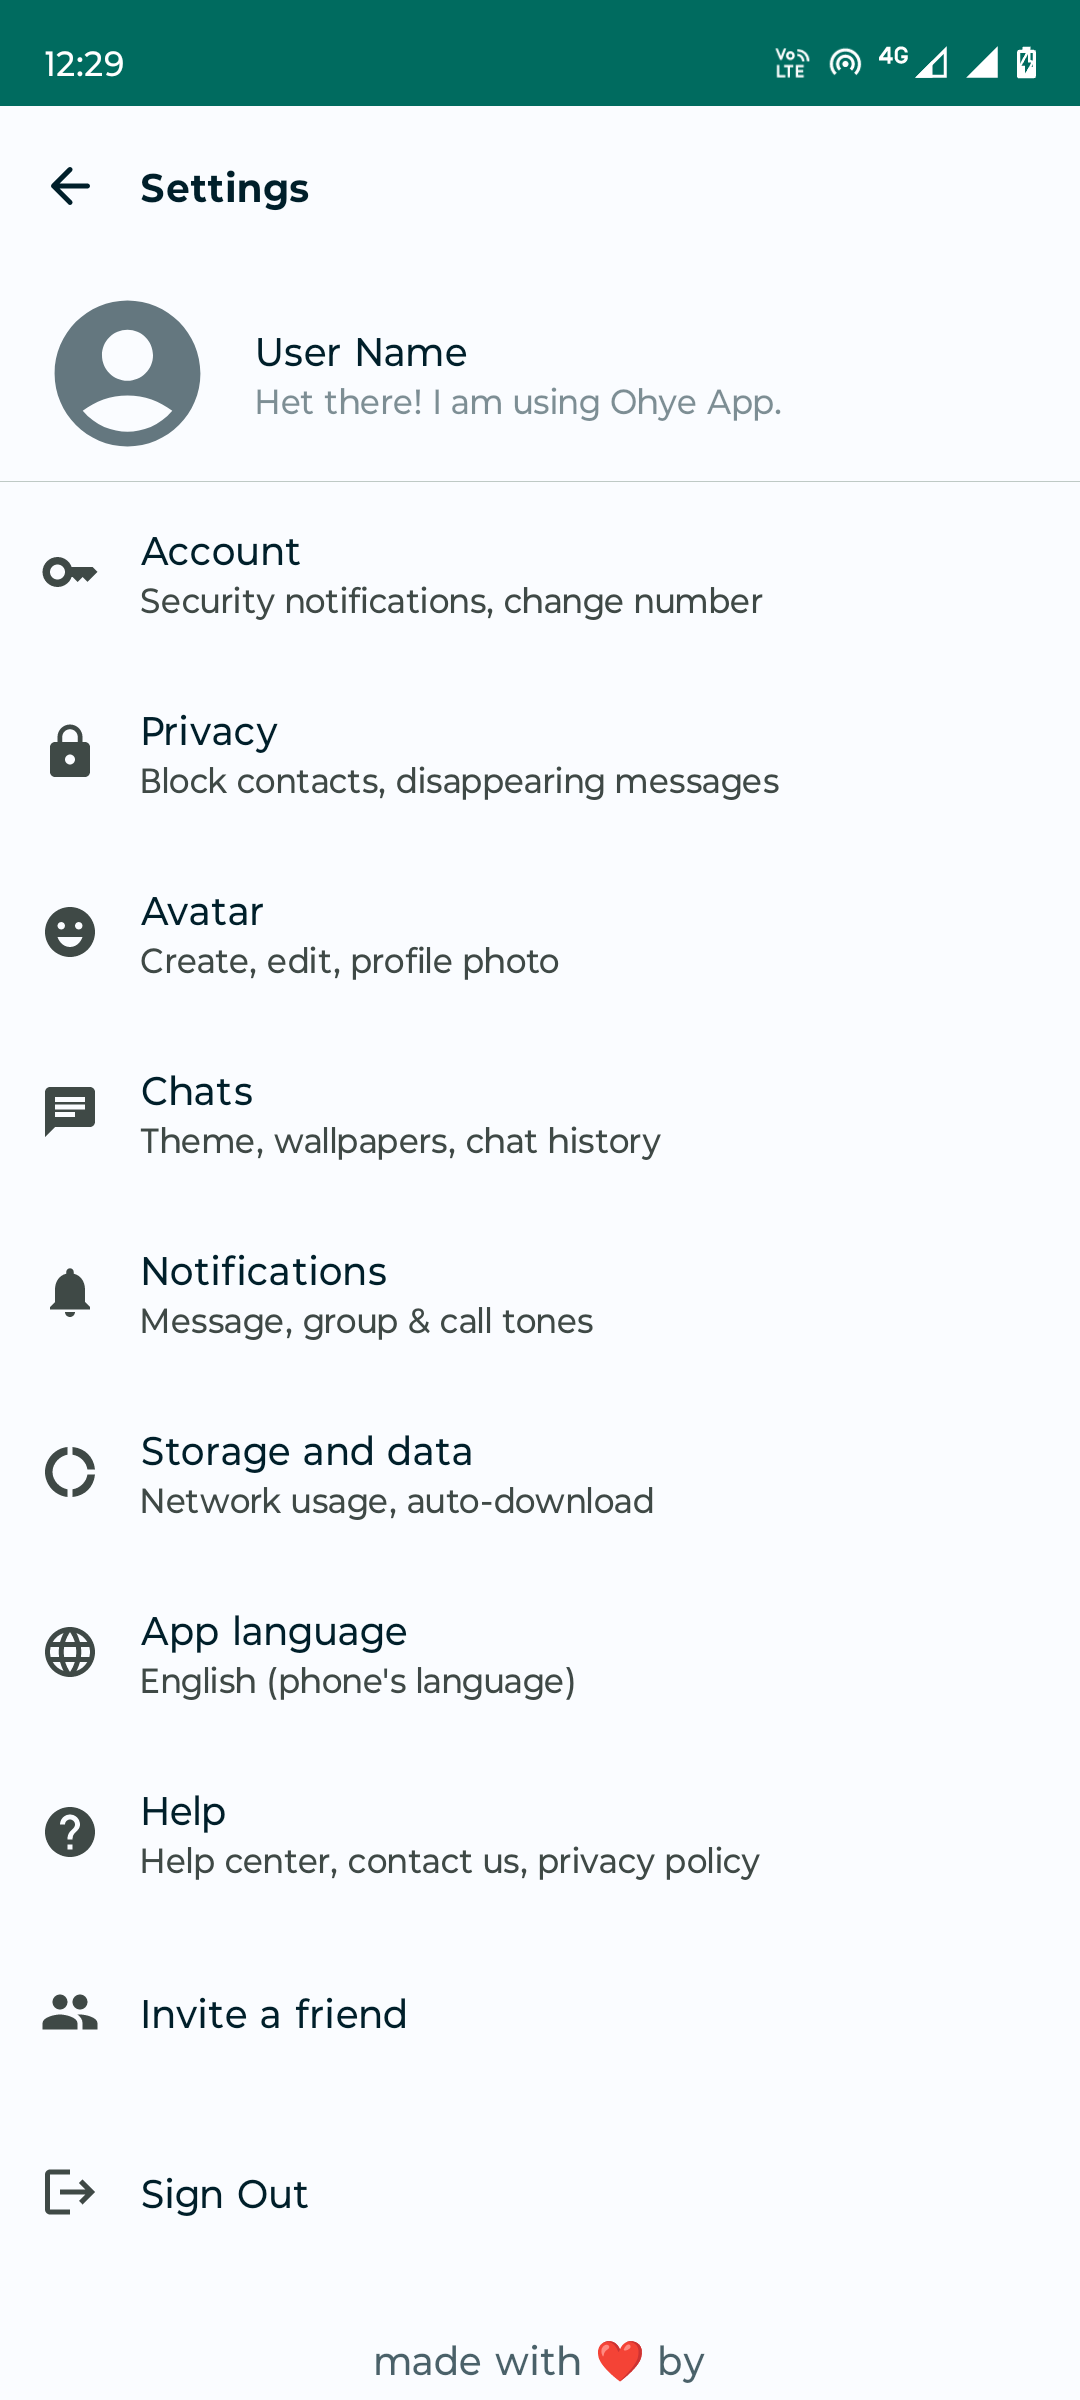 12:29
Vo LTE 4G
Settings
User Name
Het there! I am using Ohye App.
Account
Security notifications, change number
Privacy
Block contacts, disappearing messages
Avatar
Create, edit, profile photo
Chats
Theme, wallpapers, chat history
Notifications
Message, group & call tones
Storage and data
Network usage, auto-download
App language
English (phone's language)
Help
Help center, contact us, privacy policy
Invite a friend
Sign Out
made with ❤️ by